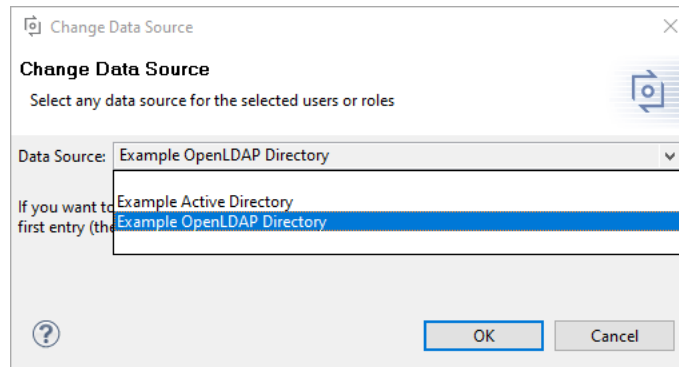 Change Data Source
Change Data Source
Select any data source for the selected users or roles
Data Source: Example OpenLDAP Directory
Example Active Directory
If you want to
Example OpenLDAP Directory
first entry (the
OK Cancel